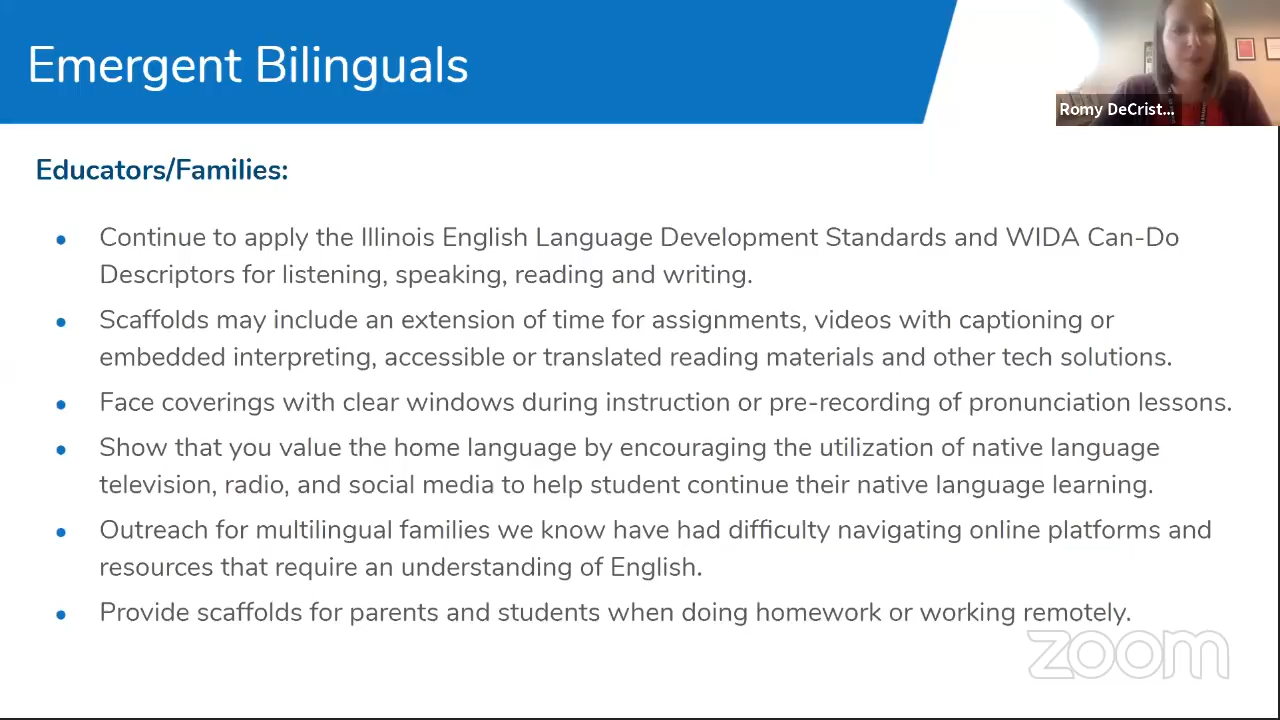 Emergent Bilinguals
Romy DeCrist...
Educators/Families:
• Continue to apply the Illinois English Language Development Standards and WIDA Can-Do
Descriptors for listening, speaking, reading and writing.
• Scaffolds may include an extension of time for assignments, videos with captioning or
embedded interpreting, accessible or translated reading materials and other tech solutions.
• Face coverings with clear windows during instruction or pre-recording of pronunciation lessons.
• Show that you value the home language by encouraging the utilization of native language
television, radio, and social media to help student continue their native language learning.
• Outreach for multilingual families we know have had difficulty navigating online platforms and
resources that require an understanding of English.
• Provide scaffolds for parents and students when doing homework or working remotely.
zoom